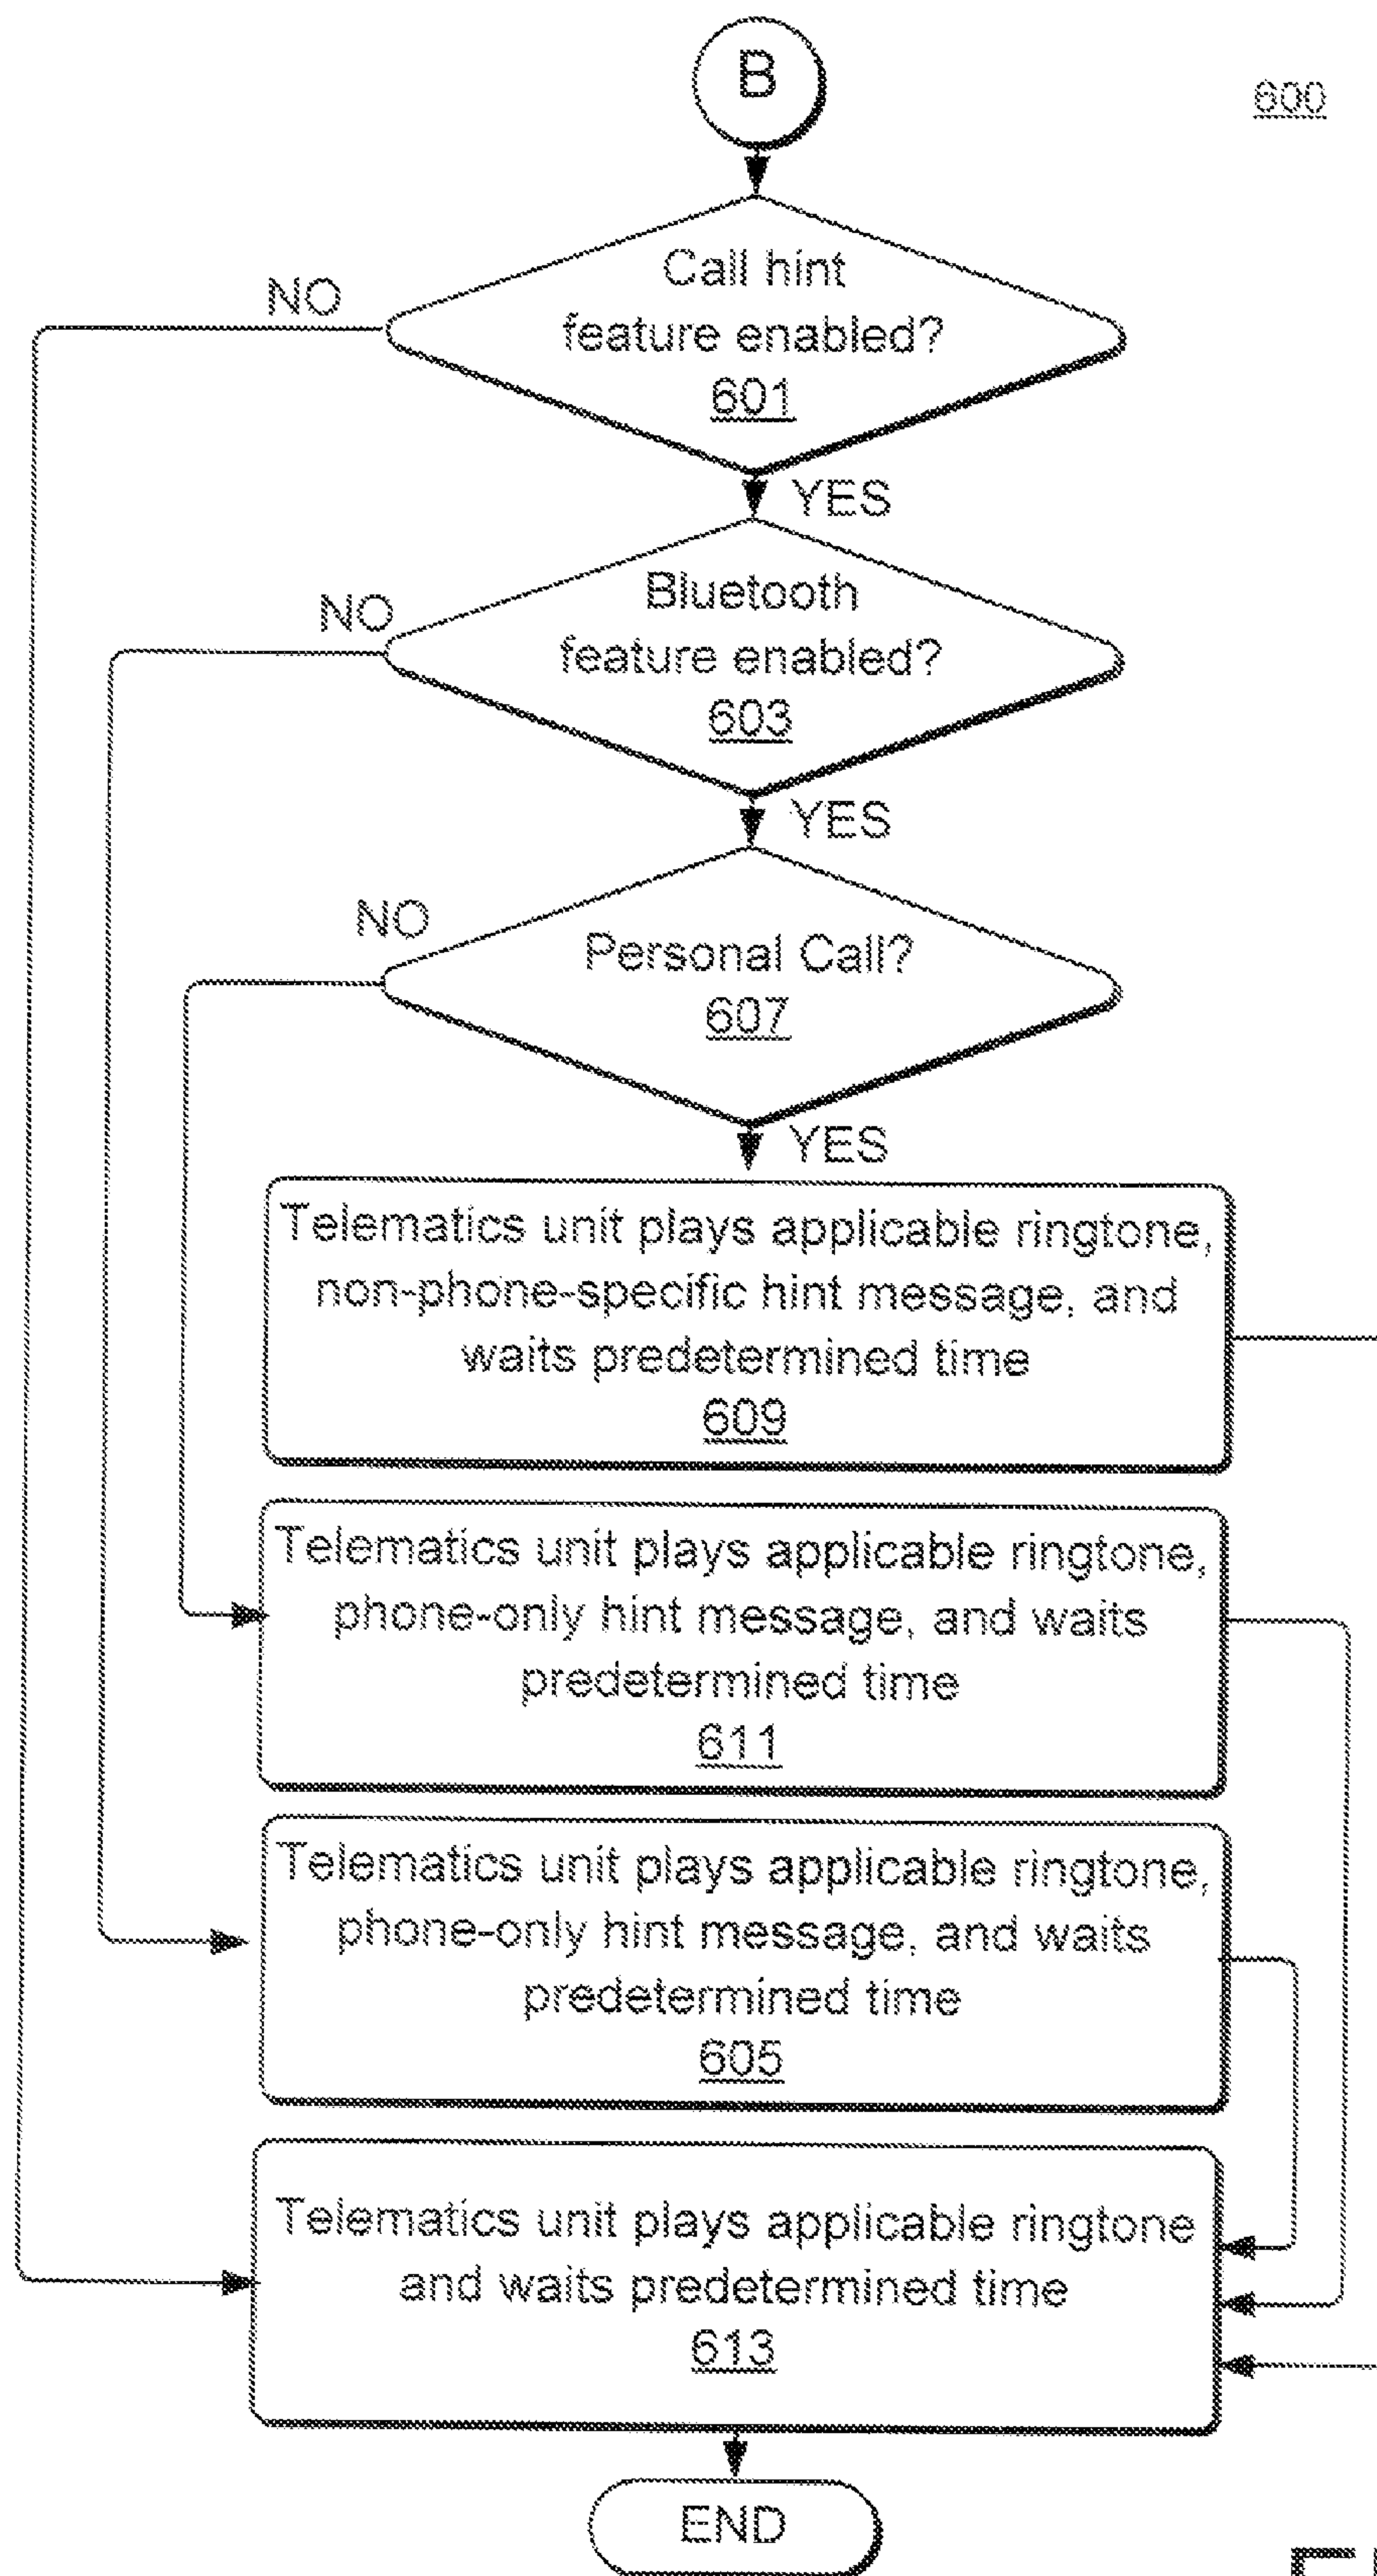 B
600
Call hint
feature enabled?
601
NO
YES
Bluetooth
feature enabled?
603
NO
YES
Personal Call?
607
NO
YES
Telematics unit plays applicable ringtone,
non-phone-specific hint message, and
waits predetermined time
609
Telematics unit plays applicable ringtone,
phone-only hint message, and waits
predetermined time
611
Telematics unit plays applicable ringtone,
phone-only hint message, and waits
predetermined time
605
Telematics unit plays applicable ringtone
and waits predetermined time
613
END